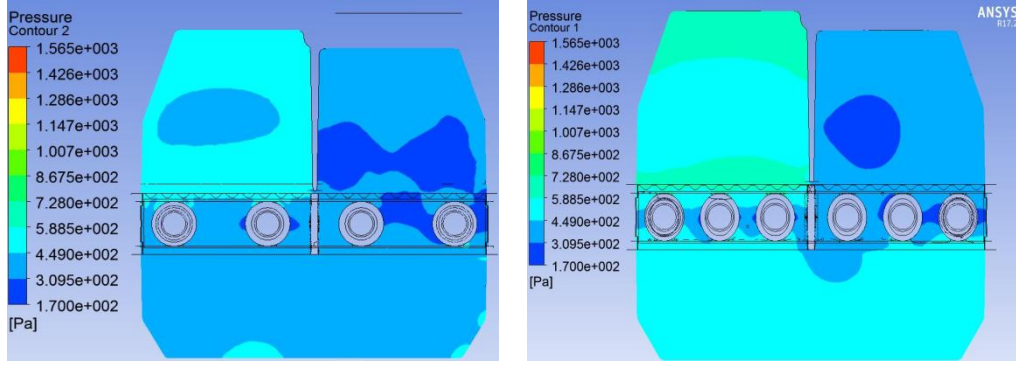 Pressure
Contour 2
1.565e+003
1.426e+003
1.286e+003
1.147e+003
1.007e+003
8.675e+002
7.280e+002
5.885e+002
4.490e+002
3.095e+002
1.700e+002
[Pa]
Pressure
Contour 1
1.565e+003
1.426e+003
1.286e+003
1.147e+003
1.007e+003
8.675e+002
7.280e+002
5.885e+002
4.490e+002
3.095e+002
1.700e+002
[Pa]
ANSYS
R17.2